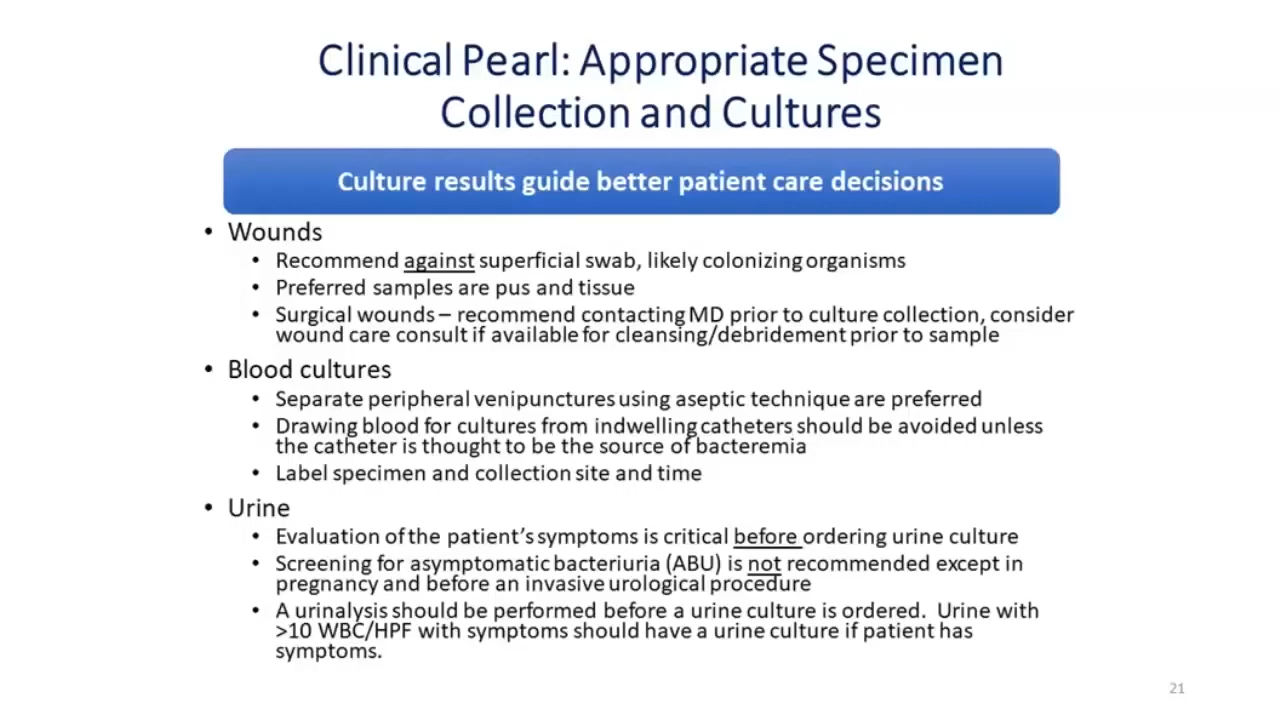 Clinical Pearl: Appropriate Specimen
Collection and Cultures
Culture results guide better patient care decisions
• Wounds
• Recommend against superficial swab, likely colonizing organisms
• Preferred samples are pus and tissue
• Surgical wounds – recommend contacting MD prior to culture collection, consider
wound care consult if available for cleansing/debridement prior to sample
• Blood cultures
• Separate peripheral venipunctures using aseptic technique are preferred
• Drawing blood for cultures from indwelling catheters should be avoided unless
the catheter is thought to be the source of bacteremia
• Label specimen and collection site and time
• Urine
• Evaluation of the patient's symptoms is critical before ordering urine culture
• Screening for asymptomatic bacteriuria (ABU) is not recommended except in
pregnancy and before an invasive urological procedure
• A urinalysis should be performed before a urine culture is ordered. Urine with
>10 WBC/HPF with symptoms should have a urine culture if patient has
symptoms.
21